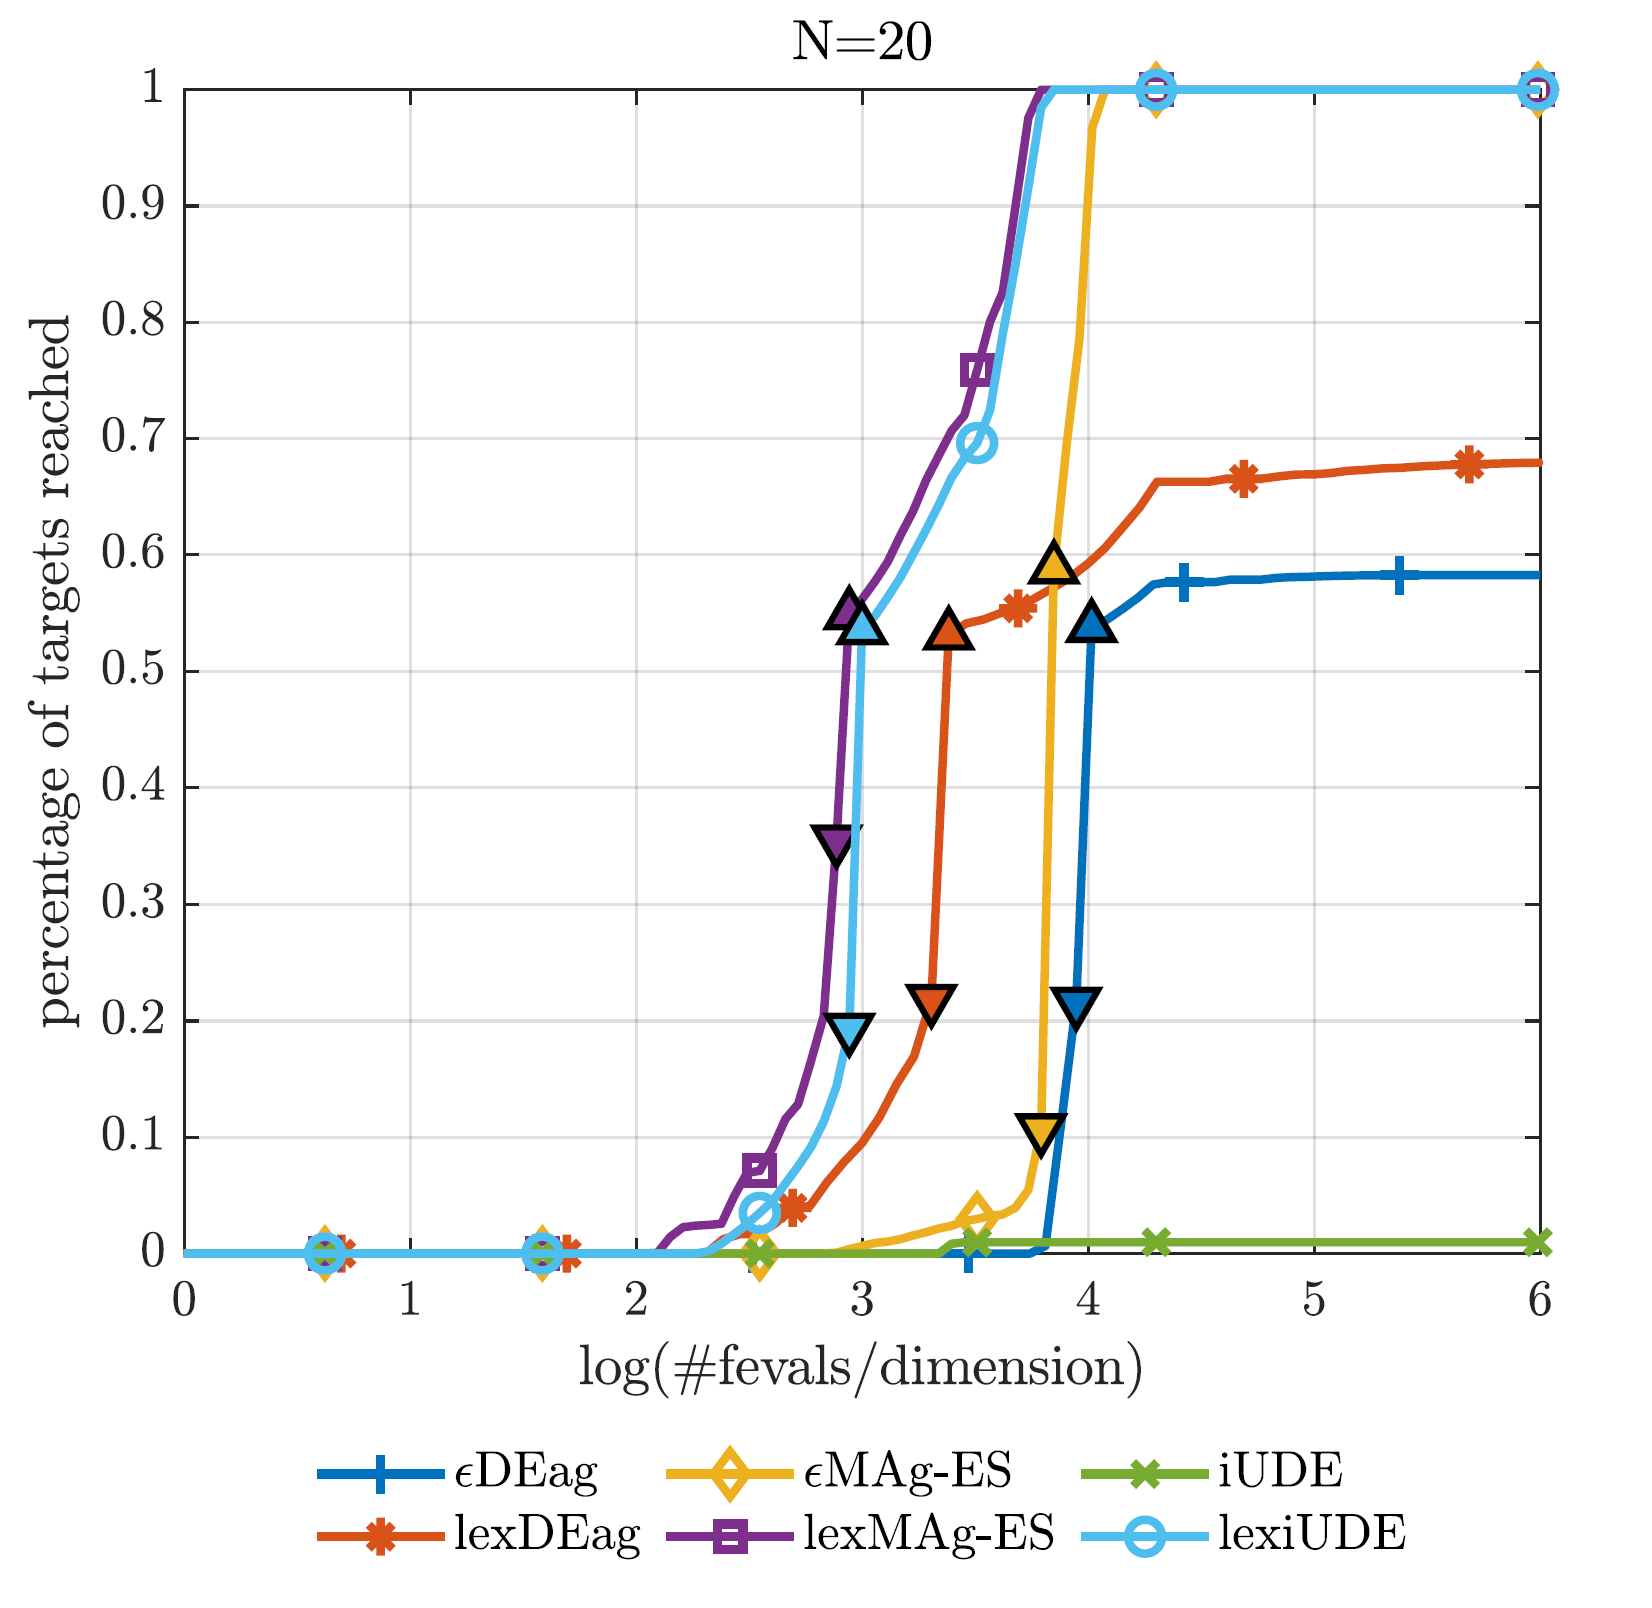 N=20
1
0.9
0.8
0.7
0.6
0.5
0.4
0.3
0.2
0.1
0
percentage of targets reached
0 1 2 3 4 5 6
log(#fevals/dimension)
ϵDEag ϵMAg-ES iUDE
lexDEag lexMAg-ES lexiUDE